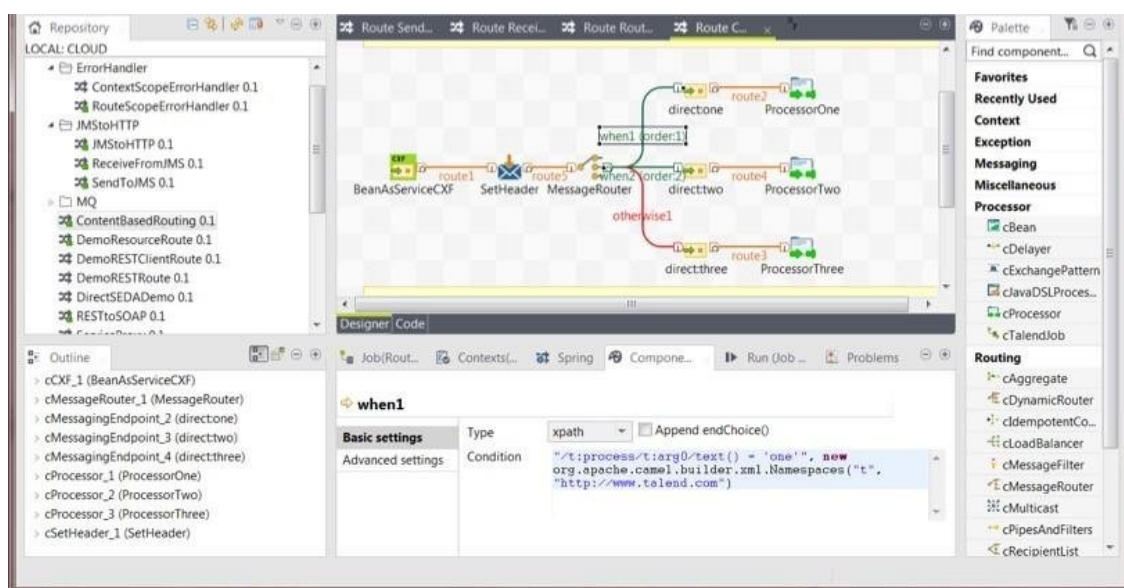 Repository
LOCAL: CLOUD
ErrorHandler
ContextScopeErrorHandler 0.1
RouteScopeErrorHandler 0.1
JMStoHTTP
JMStoHTTP 0.1
ReceiveFromJMS 0.1
SendToJMS 0.1
MQ
ContentBasedRouting 0.1
DemoResourceRoute 0.1
DemoRESTClientRoute 0.1
DemoRESTRoute 0.1
DirectSEDADemo 0.1
RESTtoSOAP 0.1
Route Send... Route Recei... Route Rout... Route C...
direct:one route2 ProcessorOne
when1 (order:1)
CXF
BeanAsServiceCXF route1 SetHeader route5 MessageRouter when2 (order:2) direct:two route4 ProcessorTwo
otherwise1
direct:three route3 ProcessorThree
Designer Code
Palette
Find component...
Favorites
Recently Used
Context
Exception
Messaging
Miscellaneous
Processor
cBean
cDelayer
cExchangePattern
cJavaDSLProces...
cProcessor
cTalendJob
Routing
cAggregate
cDynamicRouter
cIdempotentCo...
cLoadBalancer
cMessageFilter
cMessageRouter
cMulticast
cPipesAndFilters
cRecipientList
Outline
cCXF_1 (BeanAsServiceCXF)
cMessageRouter_1 (MessageRouter)
cMessagingEndpoint_2 (direct:one)
cMessagingEndpoint_3 (direct:two)
cMessagingEndpoint_4 (direct:three)
cProcessor_1 (ProcessorOne)
cProcessor_2 (ProcessorTwo)
cProcessor_3 (ProcessorThree)
cSetHeader_1 (SetHeader)
Job(Rout... Contexts(... Spring Compone... Run (Job ... Problems
when1
Basic settings
Advanced settings
Type xpath Append endChoice()
Condition "/t:process/t:arg0/text() = 'one'", new
org.apache.camel.builder.xml.Namespaces("t",
"http://www.talend.com")